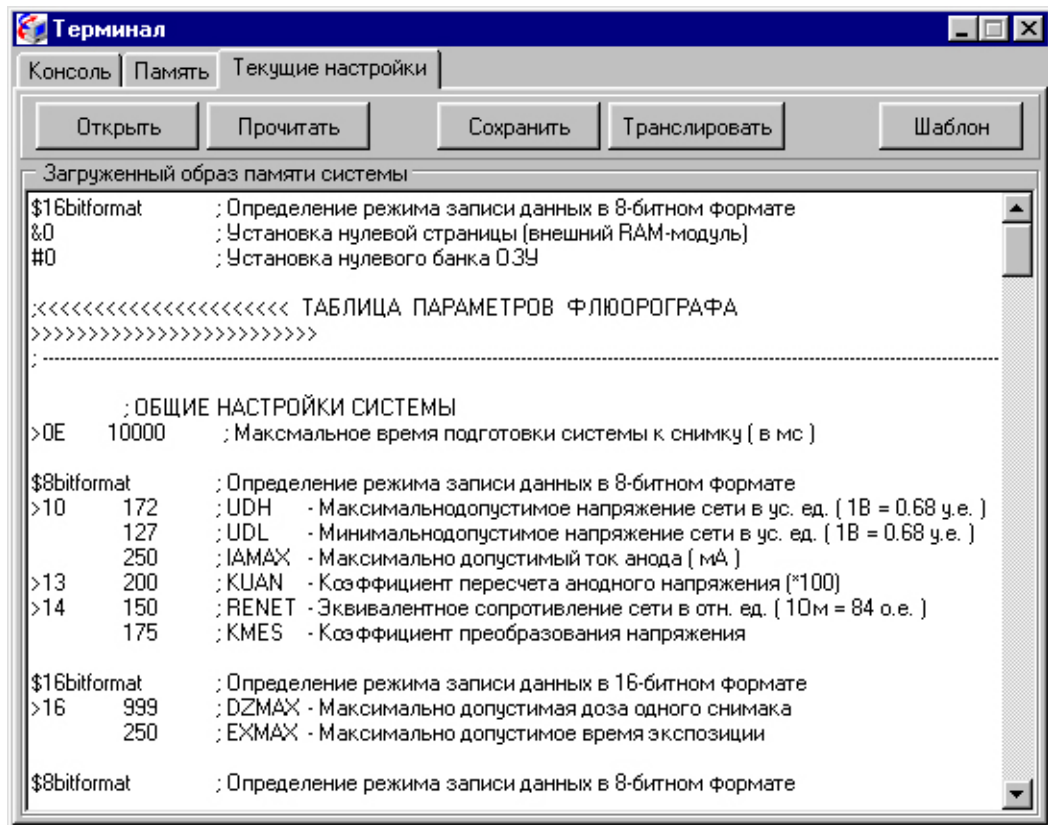 Терминал
Консоль Память Текущие настройки
Открыть Прочитать Сохранить Транслировать Шаблон
Загруженный образ памяти системы
$16bitformat ; Определение режима записи данных в 8-битном формате
&0 ; Установка нулевой страницы (внешний RAM-модуль)
#0 ; Установка нулевого банка ОЗУ
;<<<<<<<<<<<<<<<<<<<<<< ТАБЛИЦА ПАРАМЕТРОВ ФЛЮОРОГРАФА
>>>>>>>>>>>>>>>>>>>>>>>>>
; ----------------------------------------------------------------------------------------------------
; ОБЩИЕ НАСТРОЙКИ СИСТЕМЫ
>0E 10000 ; Максмальное время подготовки системы к снимку ( в мс )
$8bitformat ; Определение режима записи данных в 8-битном формате
>10 172 ; UDH - Максимальнодопустимое напряжение сети в ус. ед. ( 1В = 0.68 у.е. )
127 ; UDL - Минимальнодопустимое напряжение сети в ус. ед. ( 1В = 0.68 у.е. )
250 ; IAMAX - Максимально допустимый ток анода ( мА )
>13 200 ; KUAN - Коэффициент пересчета анодного напряжения (*100)
>14 150 ; RENET - Эквивалентное сопротивление сети в отн. ед. ( 1Ом = 84 о.е. )
175 ; KMES - Коэффициент преобразования напряжения
$16bitformat ; Определение режима записи данных в 16-битном формате
>16 999 ; DZMAX - Максимально допустимая доза одного снимака
250 ; EXMAX - Максимально допустимое время экспозиции
$8bitformat ; Определение режима записи данных в 8-битном формате